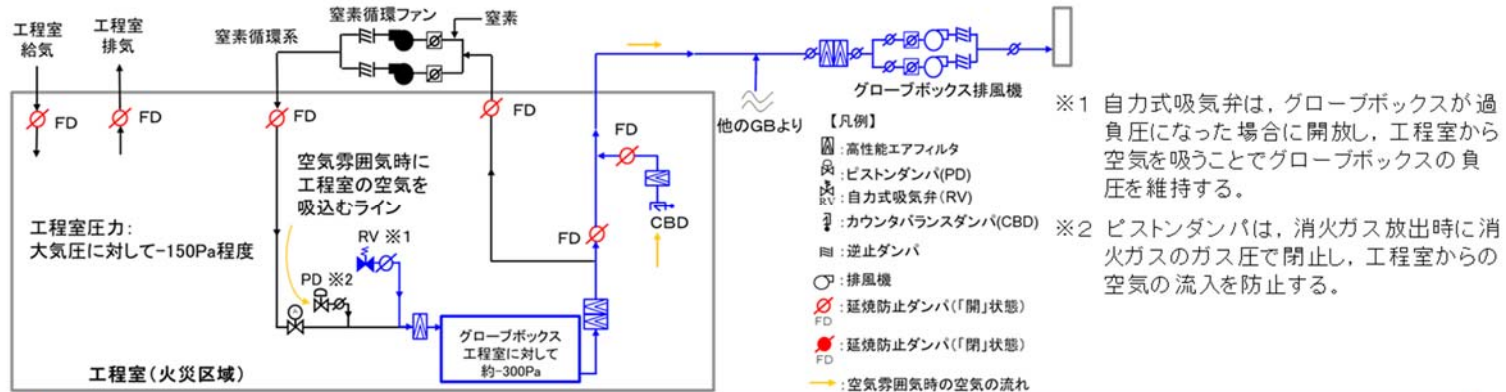 工程室
給気
工程室
排気
窒素循環系
窒素循環ファン
窒素
FD
FD
FD
FD
空気雰囲気時に
工程室の空気を
吸込むライン
工程室圧力:
大気圧に対して-150Pa程度
RV ※1
PD ※2
A
グローブボックス
工程室に対して
約-300Pa
工程室(火災区域)
FD
FD
CBD
他のGBより
グローブボックス排風機
【凡例】
:高性能エアフィルタ
:ピストンダンパ(PD)
RV
:自力式吸気弁(RV)
:カウンタバランスダンパ(CBD)
:逆止ダンパ
:排風機
:延焼防止ダンパ(「開」状態)
FD
:延焼防止ダンパ(「閉」状態)
FD
:空気雰囲気時の空気の流れ
※1 自力式吸気弁は,グローブボックスが過
負圧になった場合に開放し,工程室から
空気を吸うことでグローブボックスの負
圧を維持する。
※2 ピストンダンパは,消火ガス放出時に消
火ガスのガス圧で閉止し,工程室からの
空気の流入を防止する。